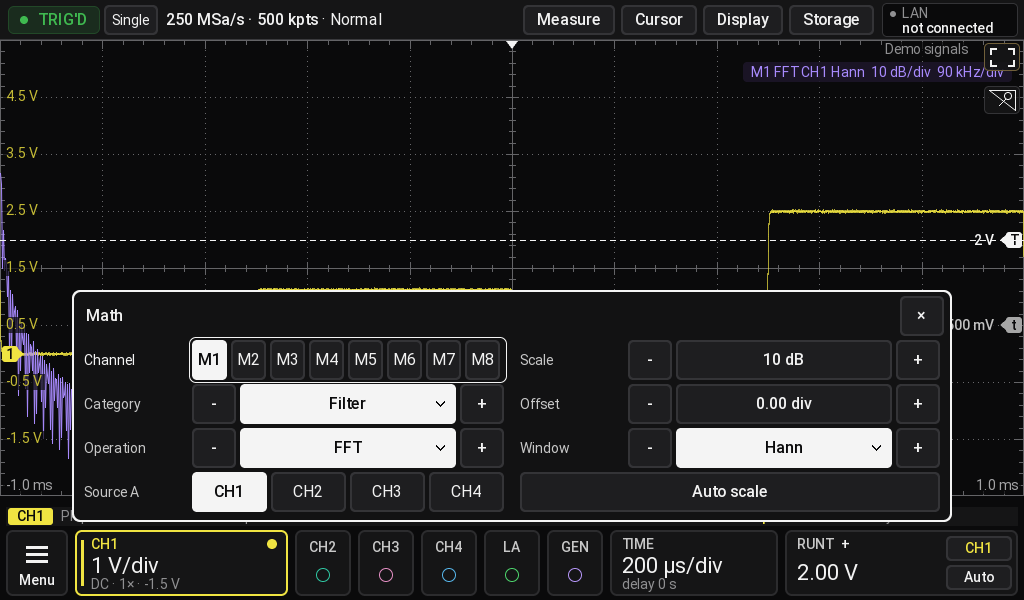 TRIG'D Single 250 MSa/s · 500 kpts · Normal Measure Cursor Display Storage LAN
not connected
Demo signals
M1 FFT CH1 Hann 10 dB/div 90 kHz/div
4.5 V
3.5 V
2.5 V
2 V T
1.5 V
Math ×
0.5 V 500 mV t
Channel M1 M2 M3 M4 M5 M6 M7 M8 Scale - 10 dB +
1
-0.5 V
Category - Filter + Offset - 0.00 div +
-1.5 V
Operation - FFT + Window - Hann +
-1.0 ms 1.0 ms
Source A CH1 CH2 CH3 CH4 Auto scale
CH1
Menu
CH1
1 V/div
DC · 1× · -1.5 V
CH2 CH3 CH4 LA GEN
TIME
200 µs/div
delay 0 s
RUNT + CH1
2.00 V Auto